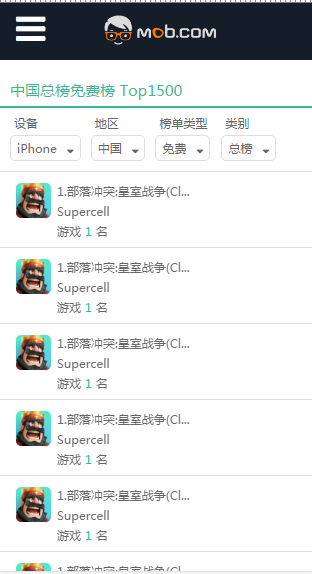 mob.com
中国总榜免费榜 Top1500
设备 地区 榜单类型 类别
iPhone 中国 免费 总榜
1.部落冲突:皇室战争(Cl...
Supercell
游戏 1 名
1.部落冲突:皇室战争(Cl...
Supercell
游戏 1 名
1.部落冲突:皇室战争(Cl...
Supercell
游戏 1 名
1.部落冲突:皇室战争(Cl...
Supercell
游戏 1 名
1.部落冲突:皇室战争(Cl...
Supercell
游戏 1 名
1.部落冲突:皇室战争(Cl...